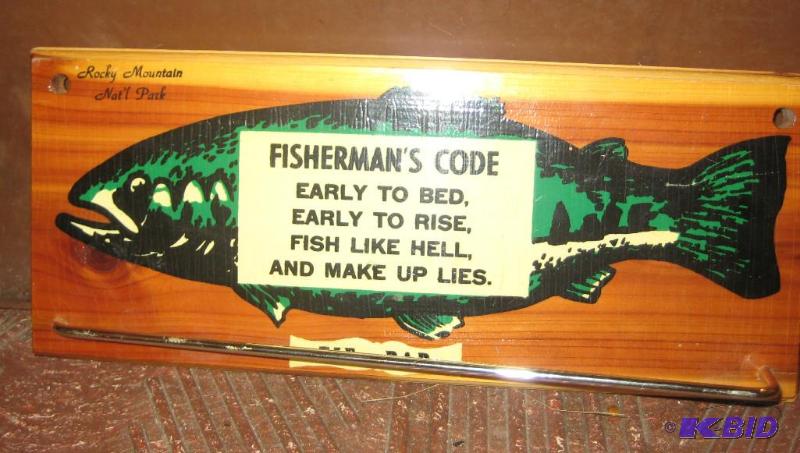 Rocky Mountain
Nat'l Park
FISHERMAN'S CODE
EARLY TO BED,
EARLY TO RISE,
FISH LIKE HELL,
AND MAKE UP LIES.
© K-BID